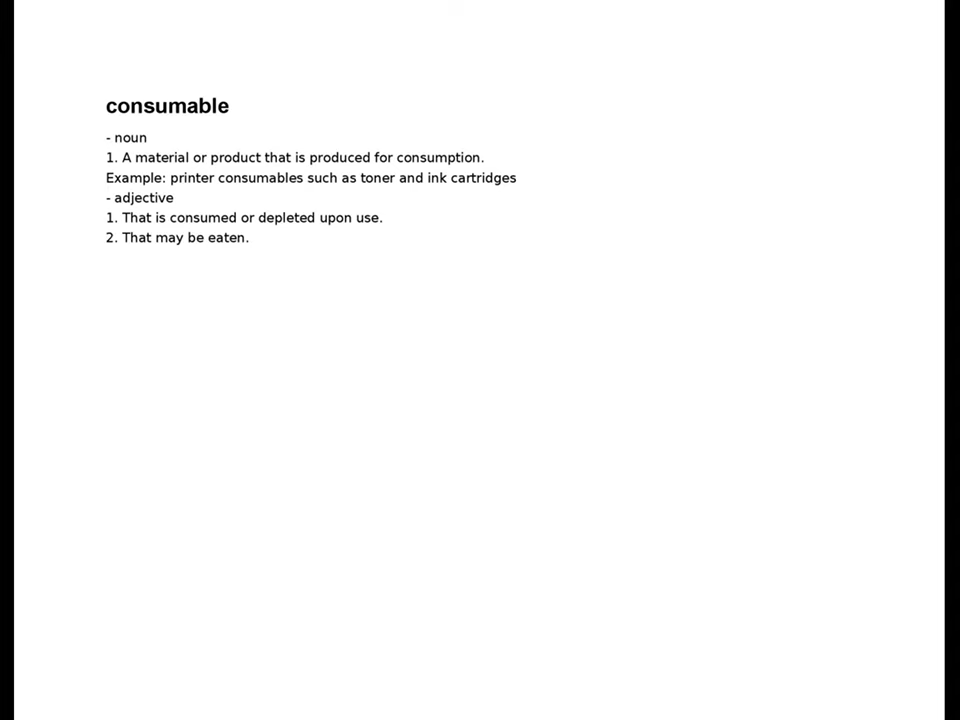 consumable
- noun
1. A material or product that is produced for consumption.
Example: printer consumables such as toner and ink cartridges
- adjective
1. That is consumed or depleted upon use.
2. That may be eaten.